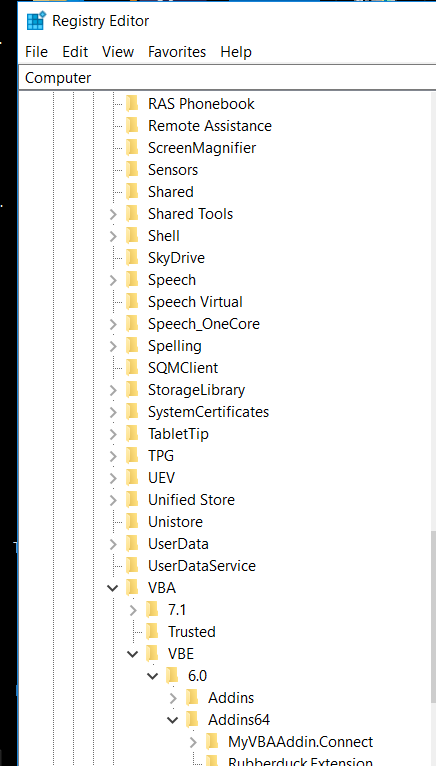 Registry Editor
File Edit View Favorites Help
Computer
RAS Phonebook
Remote Assistance
ScreenMagnifier
Sensors
Shared
Shared Tools
Shell
SkyDrive
Speech
Speech Virtual
Speech_OneCore
Spelling
SQMClient
StorageLibrary
SystemCertificates
TabletTip
TPG
UEV
Unified Store
Unistore
UserData
UserDataService
VBA
7.1
Trusted
VBE
6.0
Addins
Addins64
MyVBAAddin.Connect
Rubberduck.Extension